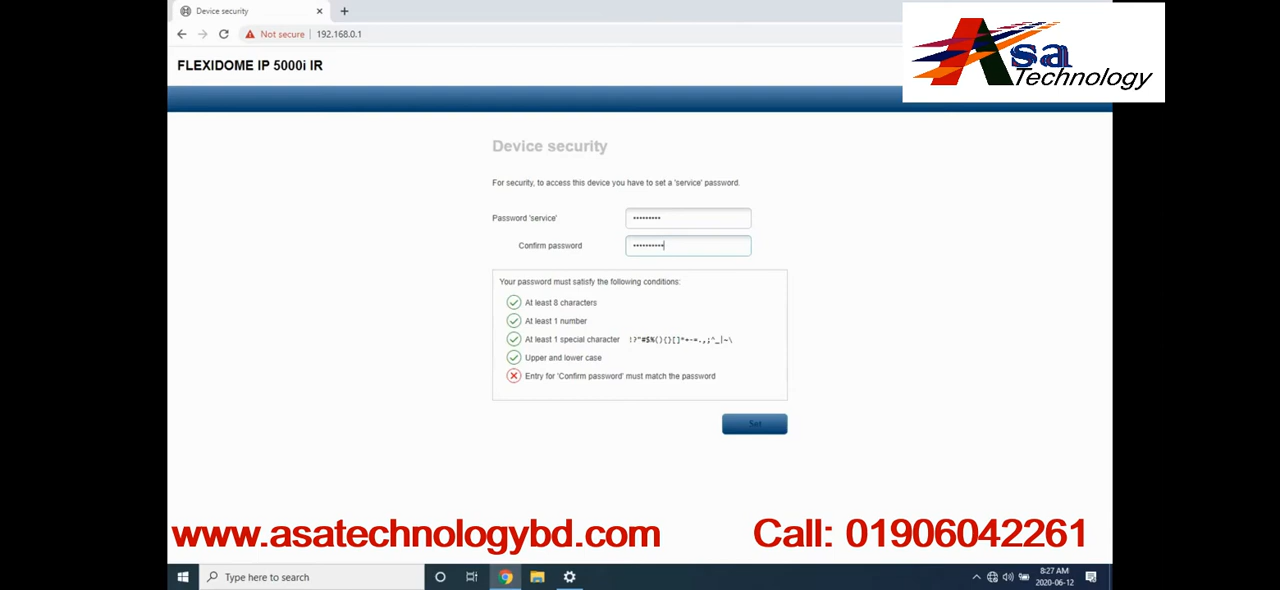 Device security
Not secure
192.168.0.1
FLEXIDOME IP 5000i IR
Asa
Technology
Device security
For security, to access this device you have to set a 'service' password.
Password 'service'
•••••••••
Confirm password
••••••••••
Your password must satisfy the following conditions:
At least 8 characters
At least 1 number
At least 1 special character !?"#$%(){}[]*+-=.,;^_|~\
Upper and lower case
Entry for 'Confirm password' must match the password
Set
www.asatechnologybd.com
Call: 01906042261
Type here to search
8:27 AM
2020-06-12